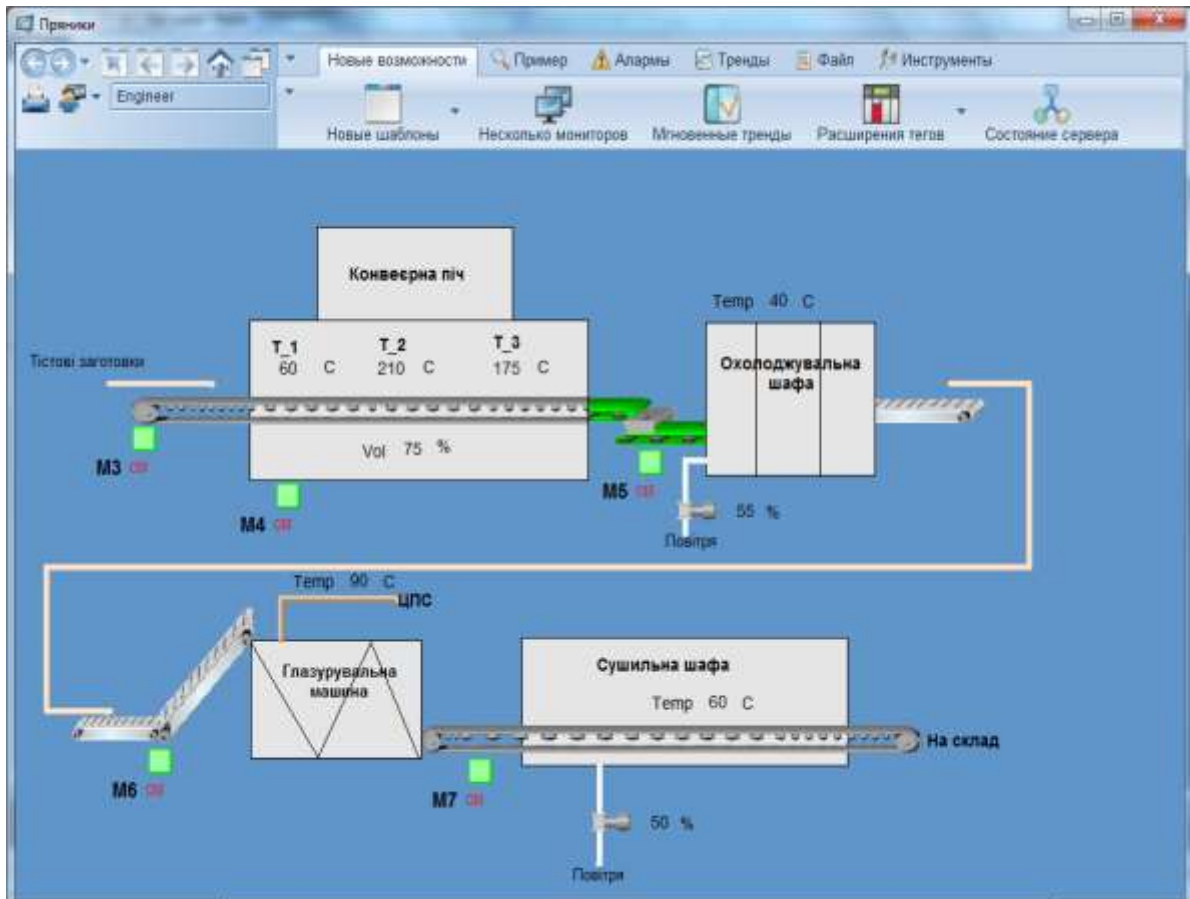 Пряники
Новые возможности Пример Алармы Тренды Файл Инструменты
Engineer
Новые шаблоны Несколько мониторов Мгновенные тренды Расширения тегов Состояние сервера
Конвеєрна піч
Temp 40 C
T_1 T_2 T_3
60 C 210 C 175 C
Тістові заготовки
Охолоджувальна
шафа
Vol 75 %
M3
M4
M5
55 %
Повітря
Temp 90 C
ЦПС
Глазурувальна
машина
Сушильна шафа
Temp 60 C
На склад
M6
M7
50 %
Повітря